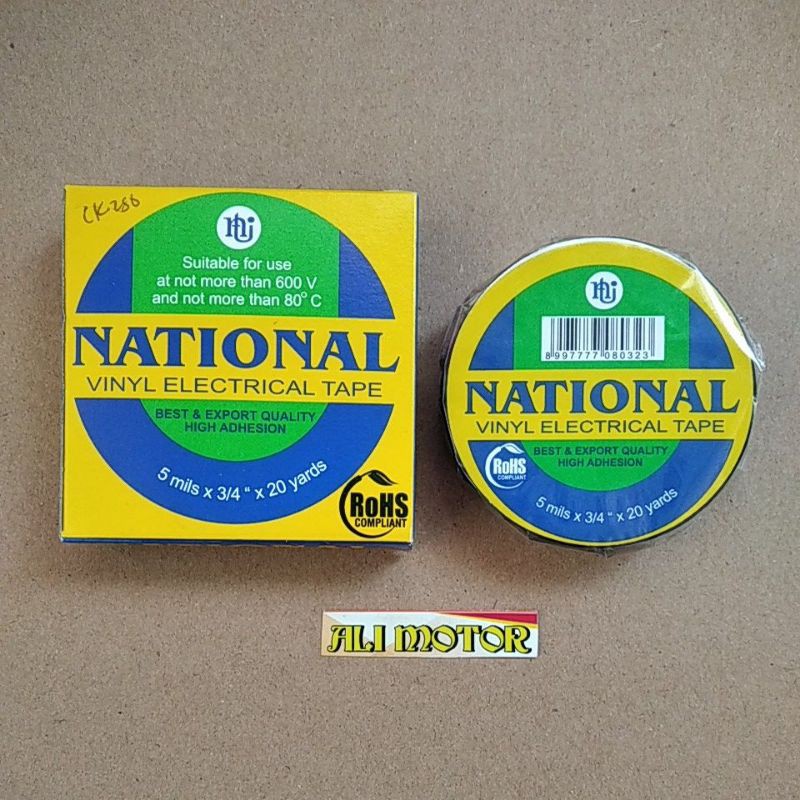 CK-286
Suitable for use
at not more than 600 V
and not more than 80° C
NATIONAL
VINYL ELECTRICAL TAPE
BEST & EXPORT QUALITY
HIGH ADHESION
5 mils x 3/4 " x 20 yards
RoHS
COMPLIANT
8 997777 080323
NATIONAL
VINYL ELECTRICAL TAPE
BEST & EXPORT QUALITY
HIGH ADHESION
RoHS
COMPLIANT
5 mils x 3/4 " x 20 yards
ALI MOTOR